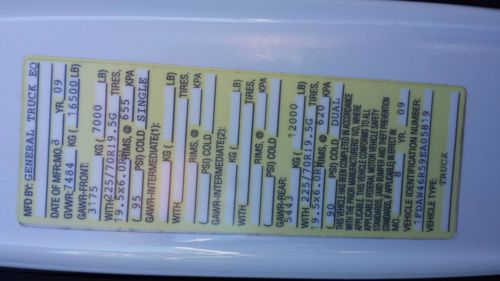 MFD BY: GENERAL TRUCK EQ
DATE OF MFR: MO. 8 YR. 09
GVWR: 7484 KG ( 16500 LB)
GAWR-FRONT:
3175 KG ( 7000 LB)
WITH 225/70R19.5G TIRES,
19.5x6.0R RIMS, @ 655 KPA
( 95 PSI) COLD SINGLE
GAWR-INTERMEDIATE(1):
KG ( LB)
WITH TIRES,
RIMS, @ KPA
( PSI) COLD
GAWR-INTERMEDIATE(2):
KG ( LB)
WITH TIRES,
RIMS, @ KPA
( PSI) COLD
GAWR-REAR:
5443 KG ( 12000 LB)
WITH 225/70R19.5G TIRES,
19.5x6.0R RIMS, @ 620 KPA
( 90 PSI) COLD DUAL
THIS VEHICLE HAS BEEN COMPLETED IN ACCORDANCE
WITH THE PRIOR MANUFACTURERS' IVD, WHERE
APPLICABLE. THIS VEHICLE CONFORMS TO ALL
APPLICABLE FEDERAL MOTOR VEHICLE SAFETY
STANDARDS, AND THEFT PREVENTION
STANDARDS, IF APPLICABLE, IN EFFECT IN
MO. 8 YR. 09
VEHICLE IDENTIFICATION NUMBER:
1FDAW46R59EA05819
VEHICLE TYPE: TRUCK